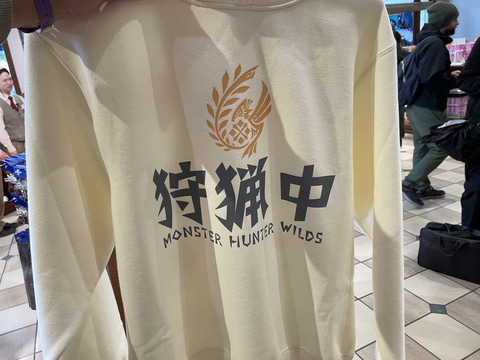 狩猟中
MONSTER HUNTER WILDS